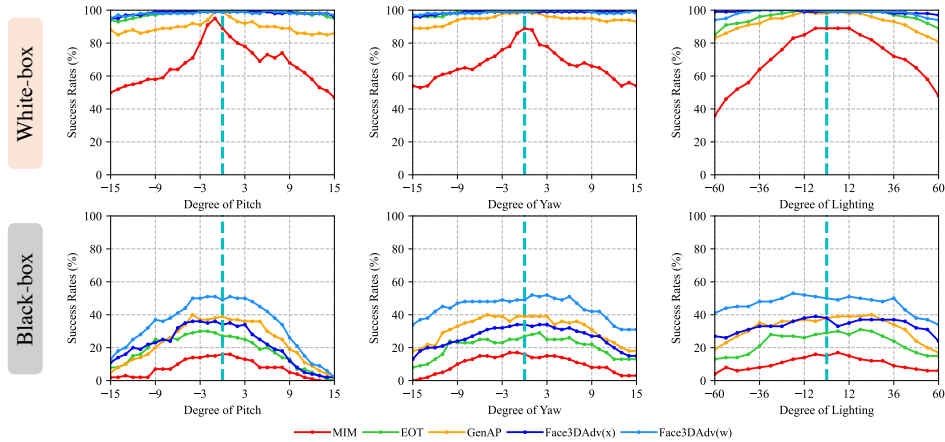 White-box
Success Rates (%)
100
80
60
40
20
0
−15 −9 −3 3 9 15
Degree of Pitch
Success Rates (%)
100
80
60
40
20
0
−15 −9 −3 3 9 15
Degree of Yaw
Success Rates (%)
100
80
60
40
20
0
−60 −36 −12 12 36 60
Degree of Lighting
Black-box
Success Rates (%)
100
80
60
40
20
0
−15 −9 −3 3 9 15
Degree of Pitch
Success Rates (%)
100
80
60
40
20
0
−15 −9 −3 3 9 15
Degree of Yaw
Success Rates (%)
100
80
60
40
20
0
−60 −36 −12 12 36 60
Degree of Lighting
MIM EOT GenAP Face3DAdv(x) Face3DAdv(w)